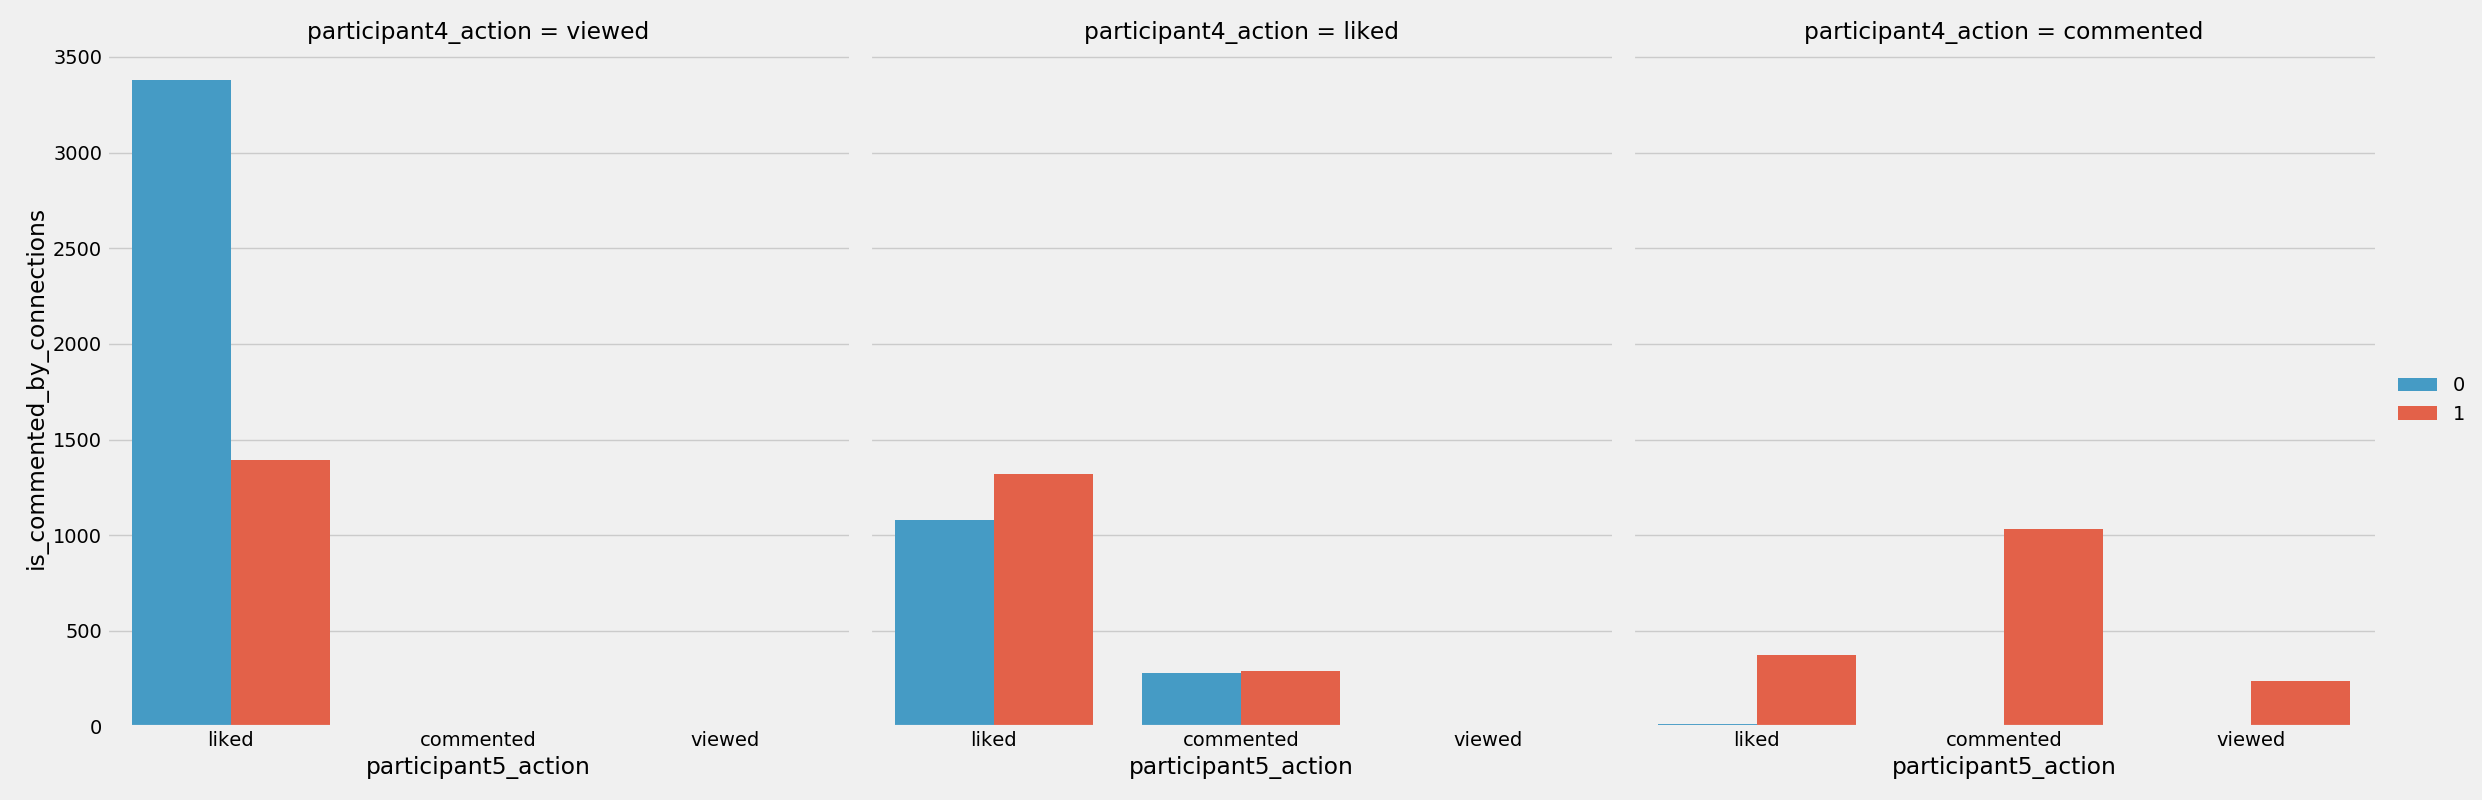 participant4_action = viewed
participant4_action = liked
participant4_action = commented
is_commented_by_connections
3500
3000
2500
2000
1500
1000
500
0
liked commented viewed
participant5_action
liked commented viewed
participant5_action
liked commented viewed
participant5_action
0
1